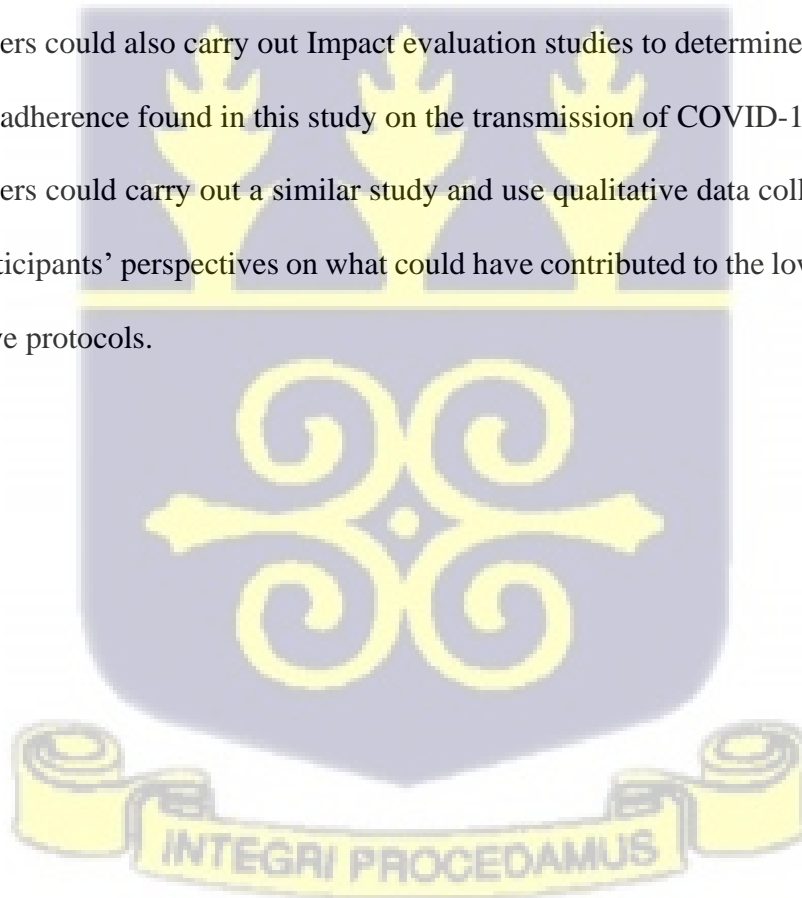 ers could also carry out Impact evaluation studies to determine
adherence found in this study on the transmission of COVID-1
ers could carry out a similar study and use qualitative data coll
ticipants’ perspectives on what could have contributed to the lov
ve protocols.
INTEGRI PROCEDAMUS